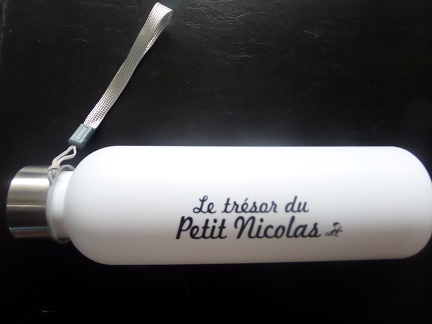 Le trésor du
Petit Nicolas